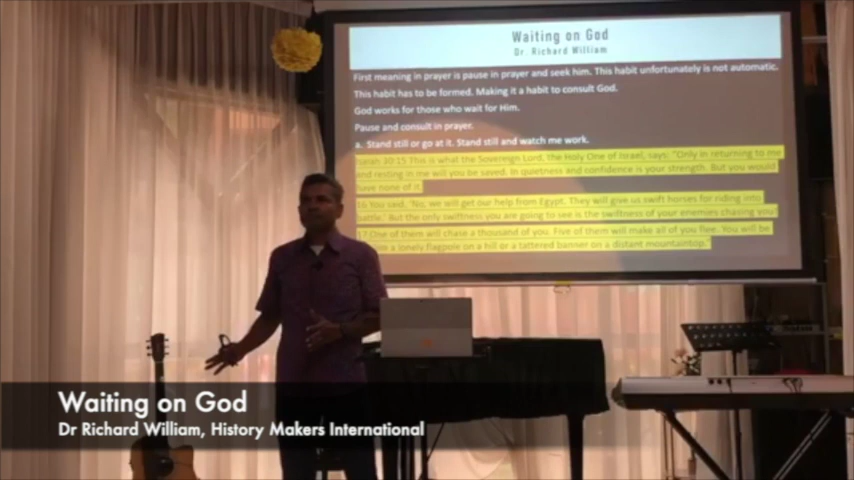 Waiting on God
Dr. Richard William
First meaning in prayer is pause in prayer and seek him. This habit unfortunately is not automatic.
This habit has to be formed. Making it a habit to consult God.
God works for those who wait for Him.
Pause and consult in prayer.
a. Stand still or go at it. Stand still and watch me work.
Isaiah 30:15 This is what the Sovereign Lord, the Holy One of Israel, says: "Only in returning to me
and resting in me will you be saved. In quietness and confidence is your strength. But you would
have none of it.
16 You said, 'No, we will get our help from Egypt. They will give us swift horses for riding into
battle.' But the only swiftness you are going to see is the swiftness of your enemies chasing you
17 One of them will chase a thousand of you. Five of them will make all of you flee. You will be
a lonely flagpole on a hill or a tattered banner on a distant mountaintop."
Waiting on God
Dr Richard William, History Makers International